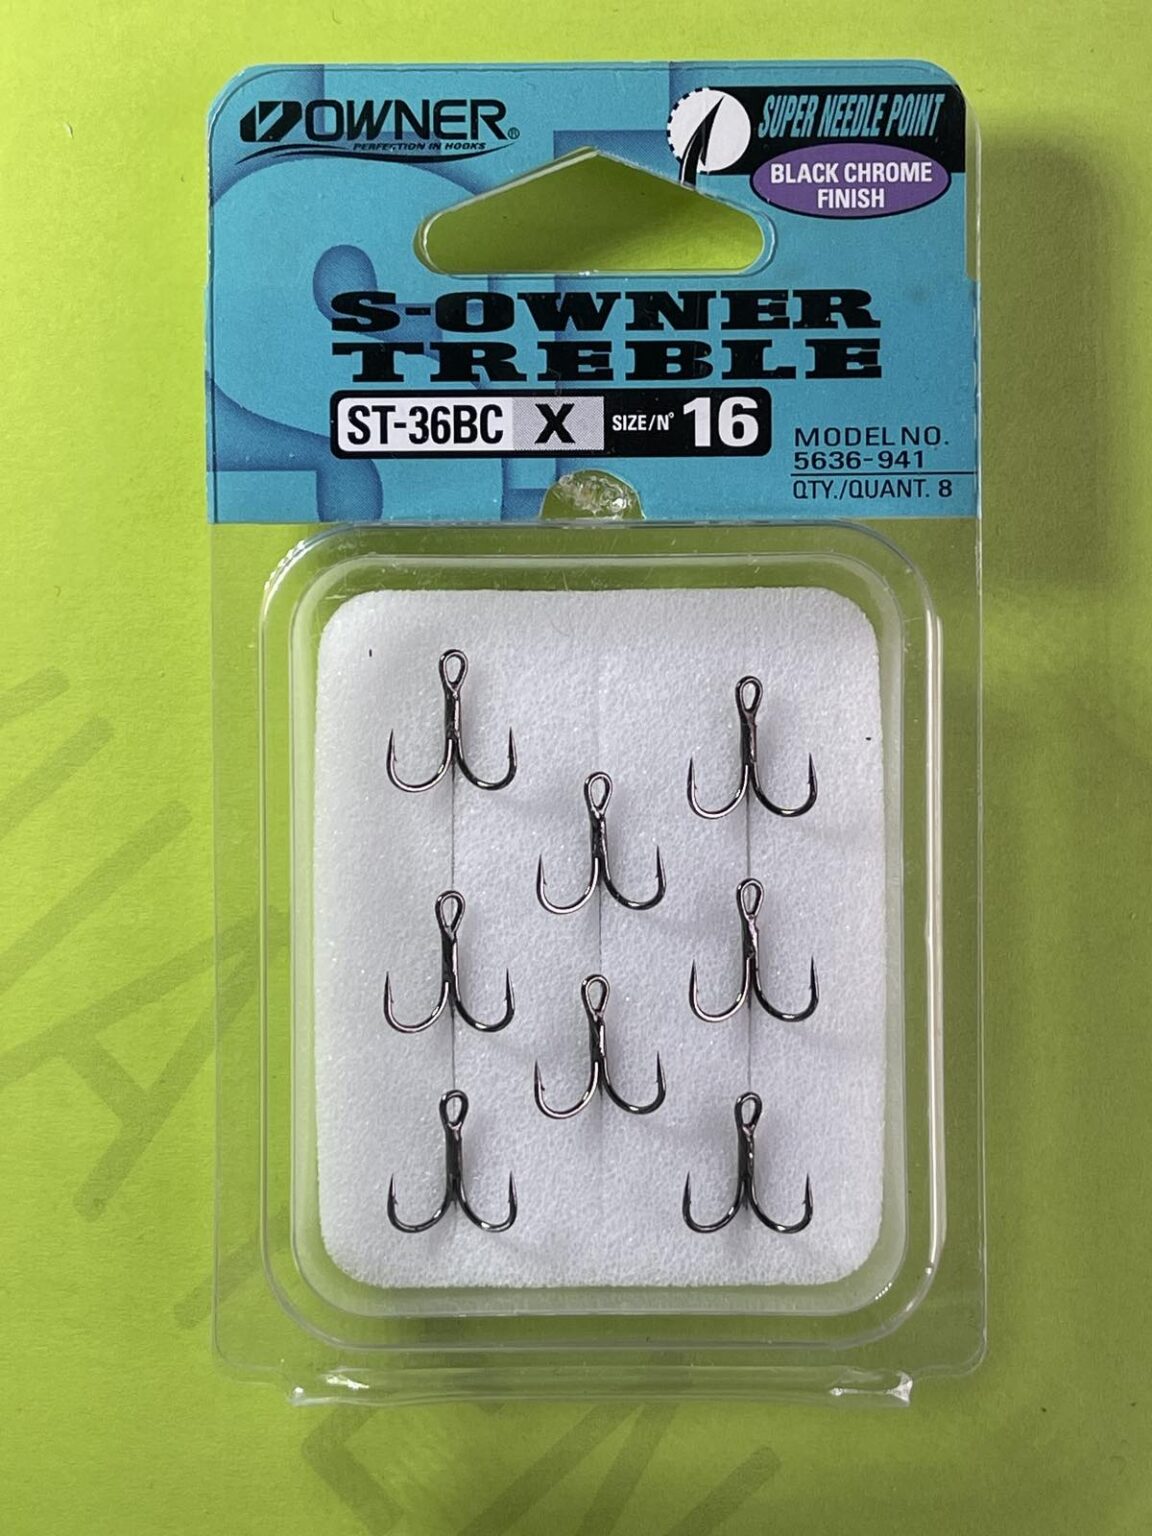 OWNER®
PERFECTION IN HOOKS
SUPER NEEDLE POINT
BLACK CHROME
FINISH
S-OWNER
TREBLE
ST-36BC X SIZE/N° 16
MODEL NO.
5636-941
QTY./QUANT. 8